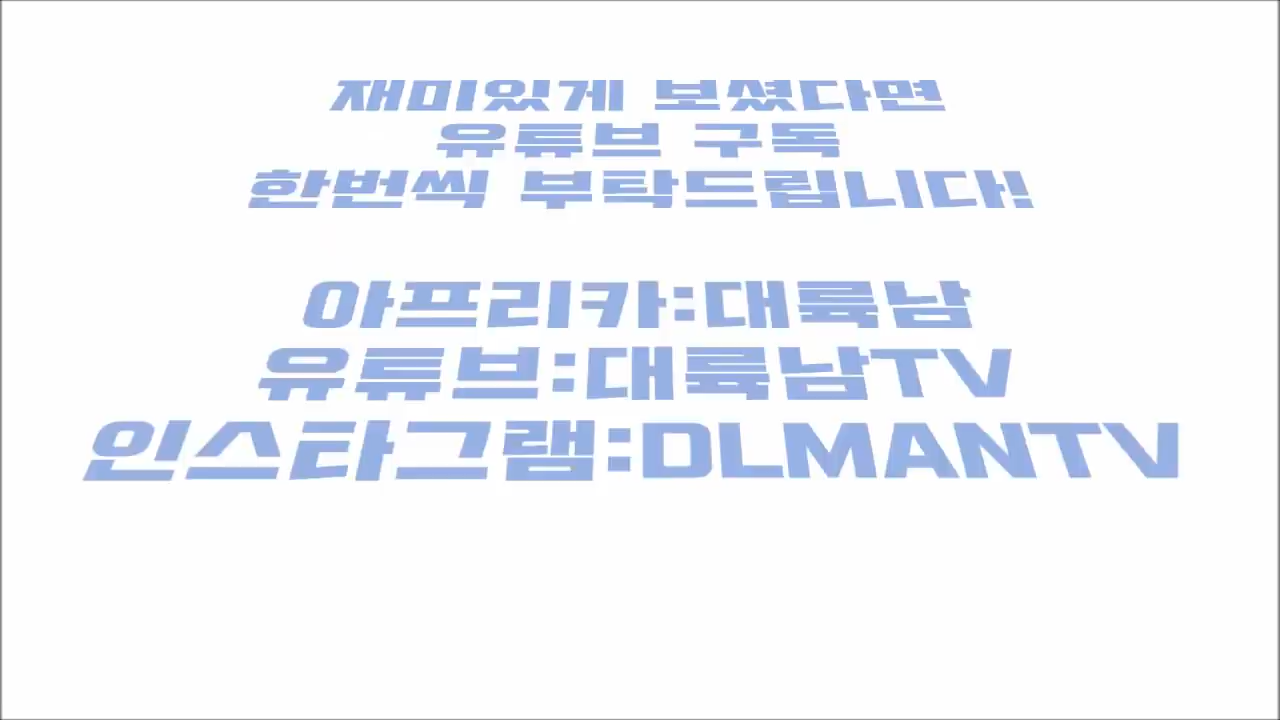 재미있게 보셨다면
유튜브 구독
한번씩 부탁드립니다!
아프리카:대륙남
유튜브:대륙남TV
인스타그램:DLMANTV